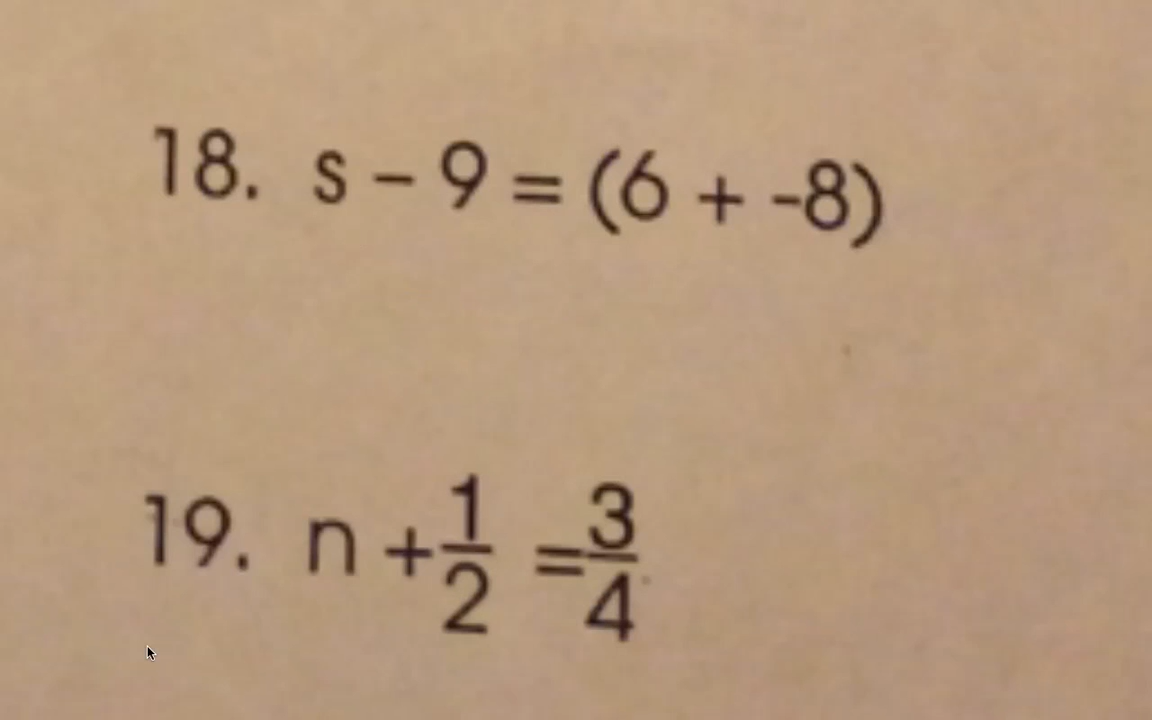 18. s – 9 = (6 + -8)
19. n + 1/2 = 3/4